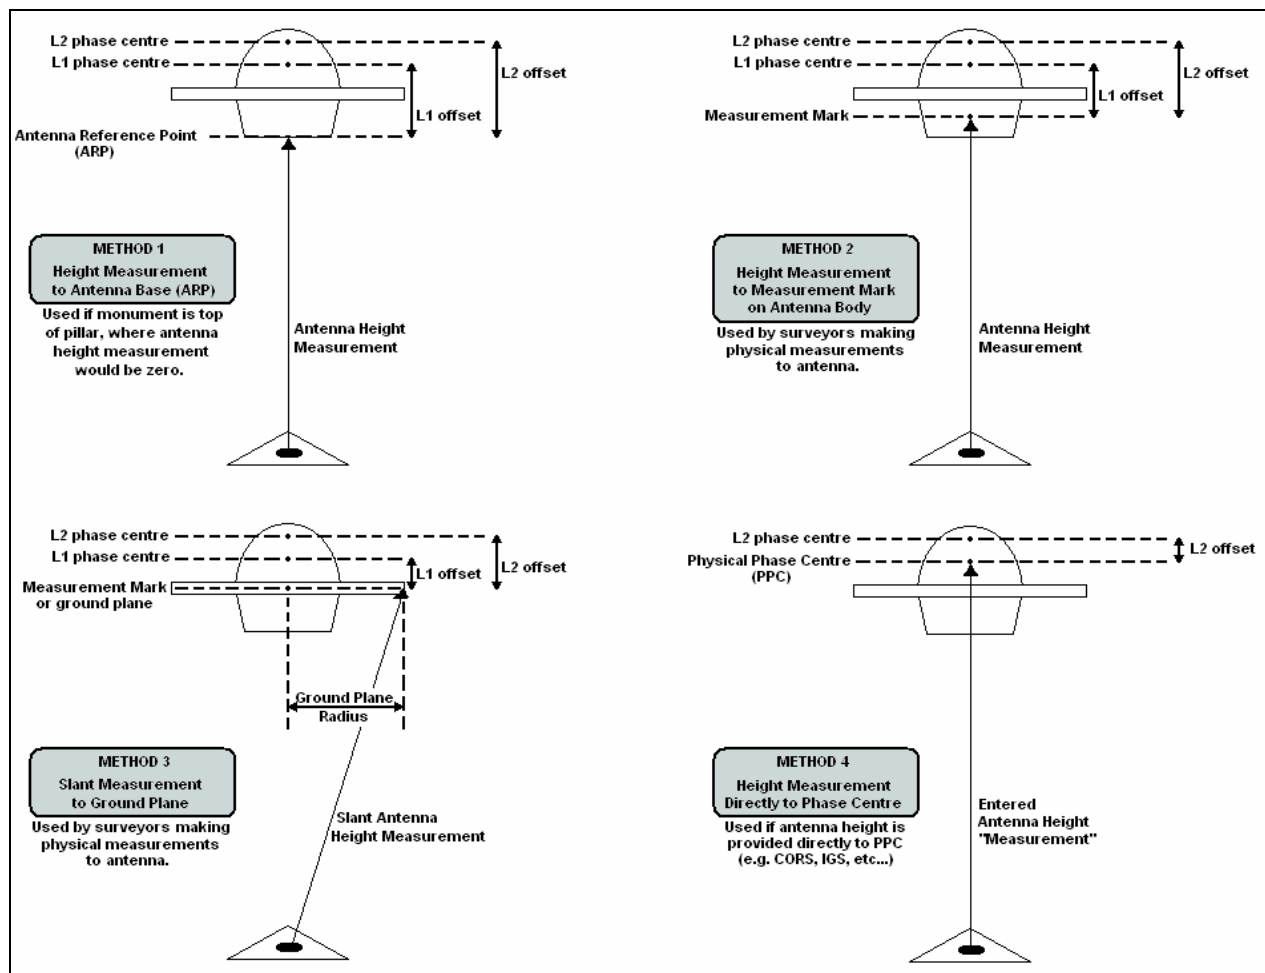 L2 phase centre
L1 phase centre
L2 offset
L1 offset
Antenna Reference Point
(ARP)
METHOD 1
Height Measurement
to Antenna Base (ARP)
Used if monument is top
of pillar, where antenna
height measurement
would be zero.
Antenna Height
Measurement
L2 phase centre
L1 phase centre
L2 offset
L1 offset
Measurement Mark
METHOD 2
Height Measurement
to Measurement Mark
on Antenna Body
Used by surveyors making
physical measurements
to antenna.
Antenna Height
Measurement
L2 phase centre
L1 phase centre
L2 offset
L1 offset
Measurement Mark
or ground plane
Ground Plane
Radius
METHOD 3
Slant Measurement
to Ground Plane
Used by surveyors making
physical measurements
to antenna.
Slant Antenna
Height Measurement
L2 phase centre
Physical Phase Centre
(PPC)
L2 offset
METHOD 4
Height Measurement
Directly to Phase Centre
Used if antenna height is
provided directly to PPC
(e.g. CORS, IGS, etc...)
Entered
Antenna Height
"Measurement"